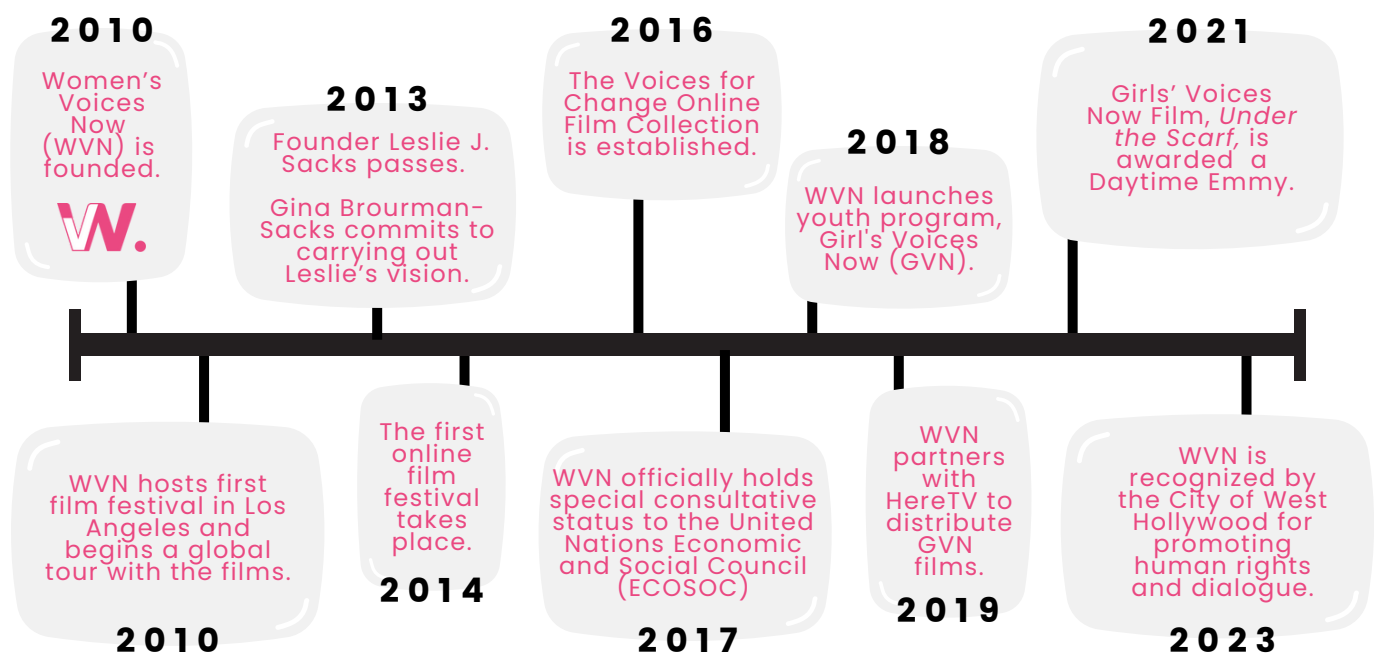 2010
Women's
Voices
Now
(WVN) is
founded.
VN.
2010
WVN hosts first
film festival in Los
Angeles and
begins a global
tour with the films.
2013
Founder Leslie J.
Sacks passes.
Gina Brourman-
Sacks commits to
carrying out
Leslie's vision.
2014
The first
online
film
festival
takes
place.
2016
The Voices for
Change Online
Film Collection
is established.
2017
WVN officially holds
special consultative
status to the United
Nations Economic
and Social Council
(ECOSOC)
2018
WVN launches
youth program,
Girl's Voices
Now (GVN).
2019
WVN
partners
with
HereTV to
distribute
GVN
films.
2021
Girls' Voices
Now Film, Under
the Scarf, is
awarded a
Daytime Emmy.
2023
WVN is
recognized by
the City of West
Hollywood for
promoting
human rights
and dialogue.